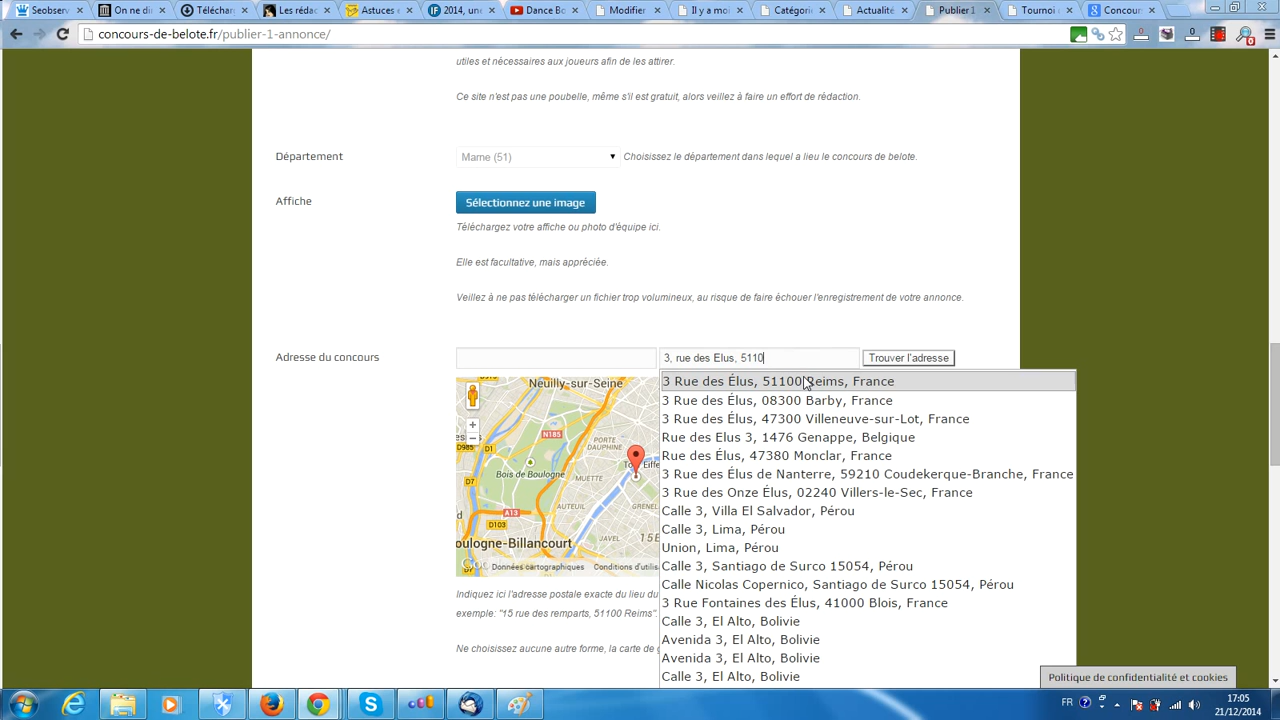 Seobserv
On ne di
Téléchar
Les réda
Astuces e
2014, une
Dance Bo
Modifier
Il y a moi
Catégorie
Actualité
Publier 1
Tournoi d
Concours
concours-de-belote.fr/publier-1-annonce/
utiles et nécessaires aux joueurs afin de les attirer.
Ce site n'est pas une poubelle, même s'il est gratuit, alors veillez à faire un effort de rédaction.
Département
Marne (51)
Choisissez le département dans lequel a lieu le concours de belote.
Affiche
Sélectionnez une image
Téléchargez votre affiche ou photo d'équipe ici.
Elle est facultative, mais appréciée.
Veillez à ne pas télécharger un fichier trop volumineux, au risque de faire échouer l'enregistrement de votre annonce.
Adresse du concours
3, rue des Elus, 5110
Trouver l'adresse
3 Rue des Élus, 51100 Reims, France
3 Rue des Élus, 08300 Barby, France
3 Rue des Élus, 47300 Villeneuve-sur-Lot, France
Rue des Elus 3, 1476 Genappe, Belgique
Rue des Élus, 47380 Monclar, France
3 Rue des Élus de Nanterre, 59210 Coudekerque-Branche, France
3 Rue des Onze Élus, 02240 Villers-le-Sec, France
Calle 3, Villa El Salvador, Pérou
Calle 3, Lima, Pérou
Union, Lima, Pérou
Calle 3, Santiago de Surco 15054, Pérou
Calle Nicolas Copernico, Santiago de Surco 15054, Pérou
3 Rue Fontaines des Élus, 41000 Blois, France
Calle 3, El Alto, Bolivie
Avenida 3, El Alto, Bolivie
Avenida 3, El Alto, Bolivie
Calle 3, El Alto, Bolivie
Neuilly-sur-Seine
N185
D985
PORTE
DAUPHINE
Bois de Boulogne
MUETTE
D7
AUTEUIL
GRENEL
A13
D103
JAVEL
15E
oulogne-Billancourt
D7
D50
Données cartographiques
Conditions d'utilis
Indiquez ici l'adresse postale exacte du lieu du
exemple: "15 rue des remparts, 51100 Reims".
Ne choisissez aucune autre forme, la carte de g
Politique de confidentialité et cookies
FR
17:05
21/12/2014